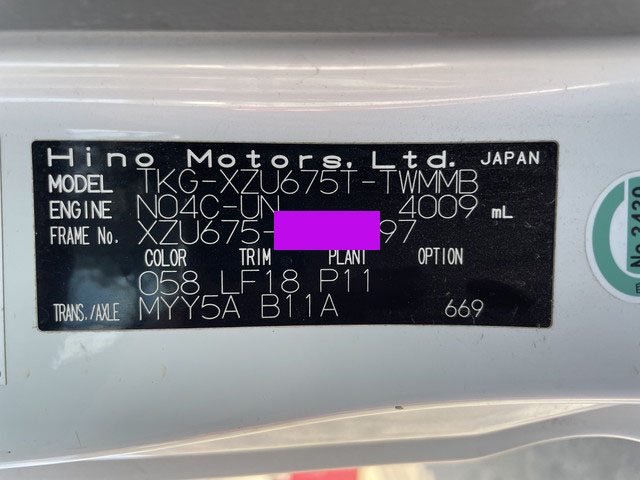 Hino Motors, Ltd. JAPAN
MODEL TKG-XZU675T-TWMMB
ENGINE N04C-UN 4009 mL
FRAME No. XZU675- 97
COLOR TRIM PLANT OPTION
058 LF18 P11
TRANS./AXLE MYY5A B11A 669